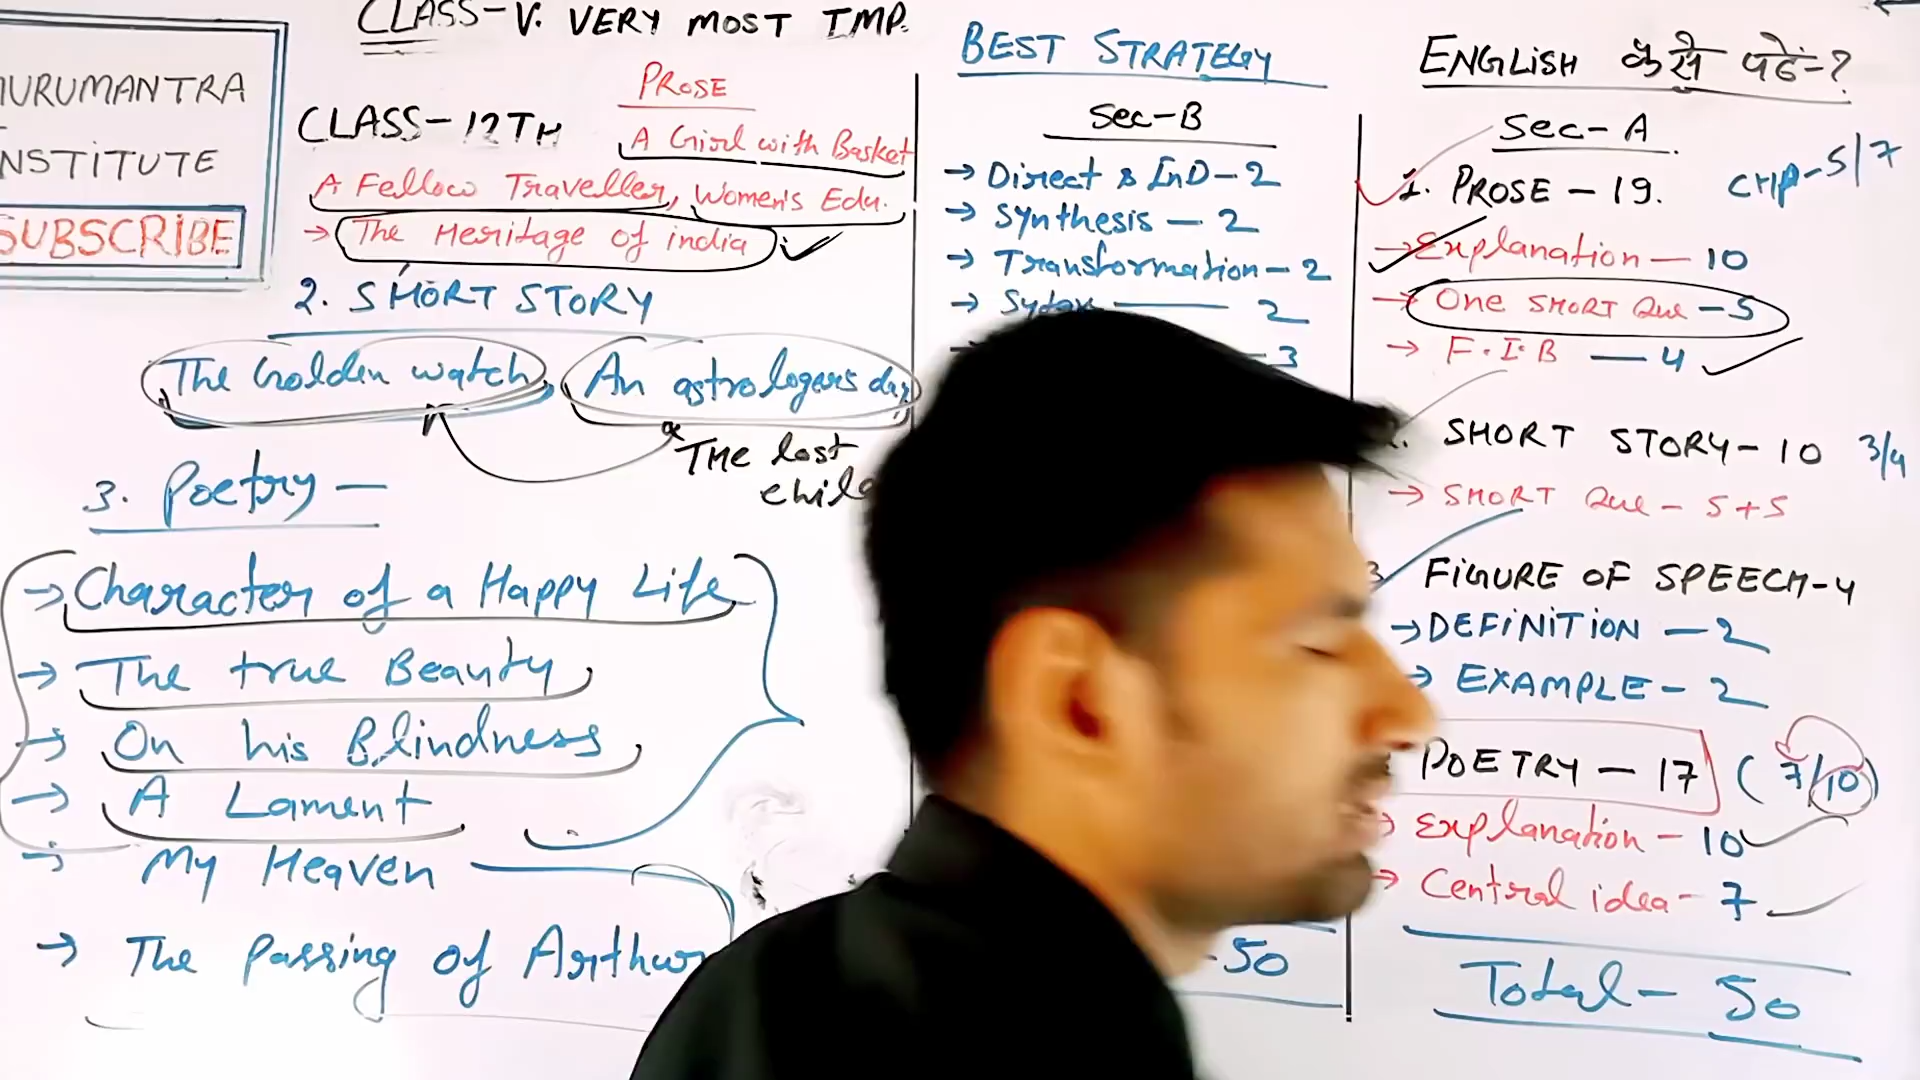 CLASS-V. VERY MOST IMP.
URUMANTRA
NSTITUTE
SUBSCRIBE
CLASS-12TH
PROSE
A Girl with Basket
A Fellow Traveller, Women's Edu.
→ The Heritage of india
2. SHORT STORY
The Golden watch, An astrologers day
THE Lost
child
3. Poetry —
→ Character of a Happy Life
→ The true Beauty,
→ On his Blindness,
→ A Lament
→ My Heaven
→ The Passing of Arthur
BEST STRATEGY
Sec-B
→ Direct & InD-2
→ Synthesis — 2
→ Transformation-2
→ Sytax — 2
3
-50
ENGLISH कैसे पढें-?
Sec-A
1. PROSE - 19. CHP-5/7
→ Explanation — 10
→ One SHORT Que -5
→ F.I.B — 4
. SHORT STORY-10 3/4
→ SHORT Que - 5+5
3 FIGURE OF SPEECH-4
→ DEFINITION — 2
→ EXAMPLE - 2
POETRY — 17 ( 7/10 )
→ Explanation - 10
→ Central idea - 7
Total - 50